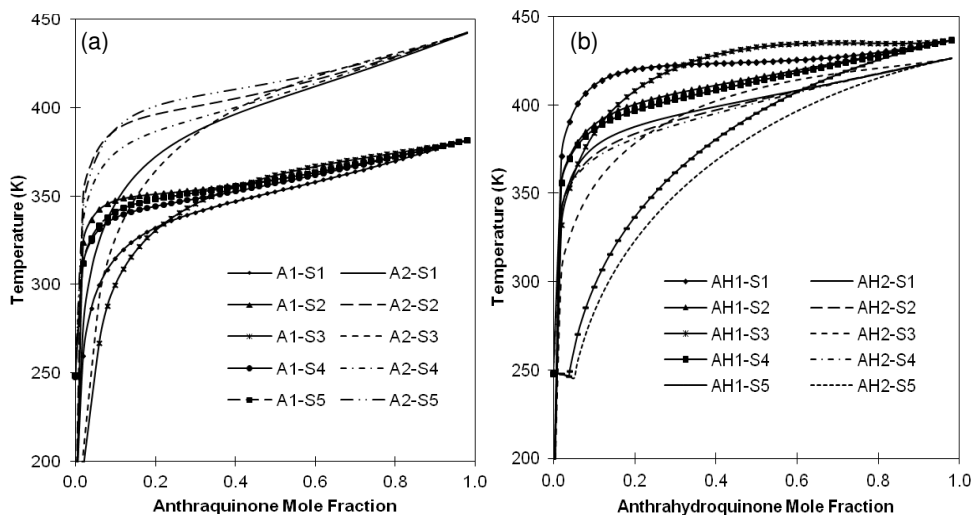 (a)
450
400
350
300
250
200
Temperature (K)
A1-S1
A2-S1
A1-S2
A2-S2
A1-S3
A2-S3
A1-S4
A2-S4
A1-S5
A2-S5
0.0 0.2 0.4 0.6 0.8 1.0
Anthraquinone Mole Fraction
(b)
450
400
350
300
250
200
Temperature (K)
AH1-S1
AH2-S1
AH1-S2
AH2-S2
AH1-S3
AH2-S3
AH1-S4
AH2-S4
AH1-S5
AH2-S5
0.0 0.2 0.4 0.6 0.8 1.0
Anthrahydroquinone Mole Fraction